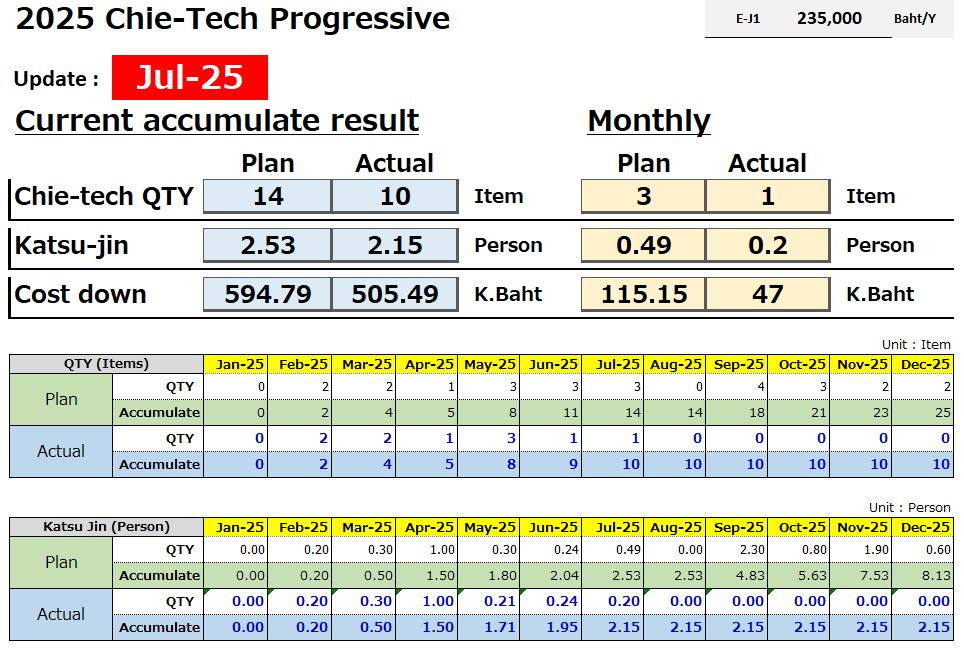 2025 Chie-Tech Progressive
E-J1 235,000 Baht/Y
Update : Jul-25
Current accumulate result Monthly
Plan Actual Plan Actual
Chie-tech QTY 14 10 Item 3 1 Item
Katsu-jin 2.53 2.15 Person 0.49 0.2 Person
Cost down 594.79 505.49 K.Baht 115.15 47 K.Baht
Unit : Item
QTY (Items) Jan-25 Feb-25 Mar-25 Apr-25 May-25 Jun-25 Jul-25 Aug-25 Sep-25 Oct-25 Nov-25 Dec-25
Plan
QTY 0 2 2 1 3 3 3 0 4 3 2 2
Accumulate 0 2 4 5 8 11 14 14 18 21 23 25
Actual
QTY 0 2 2 1 3 1 1 0 0 0 0 0
Accumulate 0 2 4 5 8 9 10 10 10 10 10 10
Unit : Person
Katsu Jin (Person) Jan-25 Feb-25 Mar-25 Apr-25 May-25 Jun-25 Jul-25 Aug-25 Sep-25 Oct-25 Nov-25 Dec-25
Plan
QTY 0.00 0.20 0.30 1.00 0.30 0.24 0.49 0.00 2.30 0.80 1.90 0.60
Accumulate 0.00 0.20 0.50 1.50 1.80 2.04 2.53 2.53 4.83 5.63 7.53 8.13
Actual
QTY 0.00 0.20 0.30 1.00 0.21 0.24 0.20 0.00 0.00 0.00 0.00 0.00
Accumulate 0.00 0.20 0.50 1.50 1.71 1.95 2.15 2.15 2.15 2.15 2.15 2.15